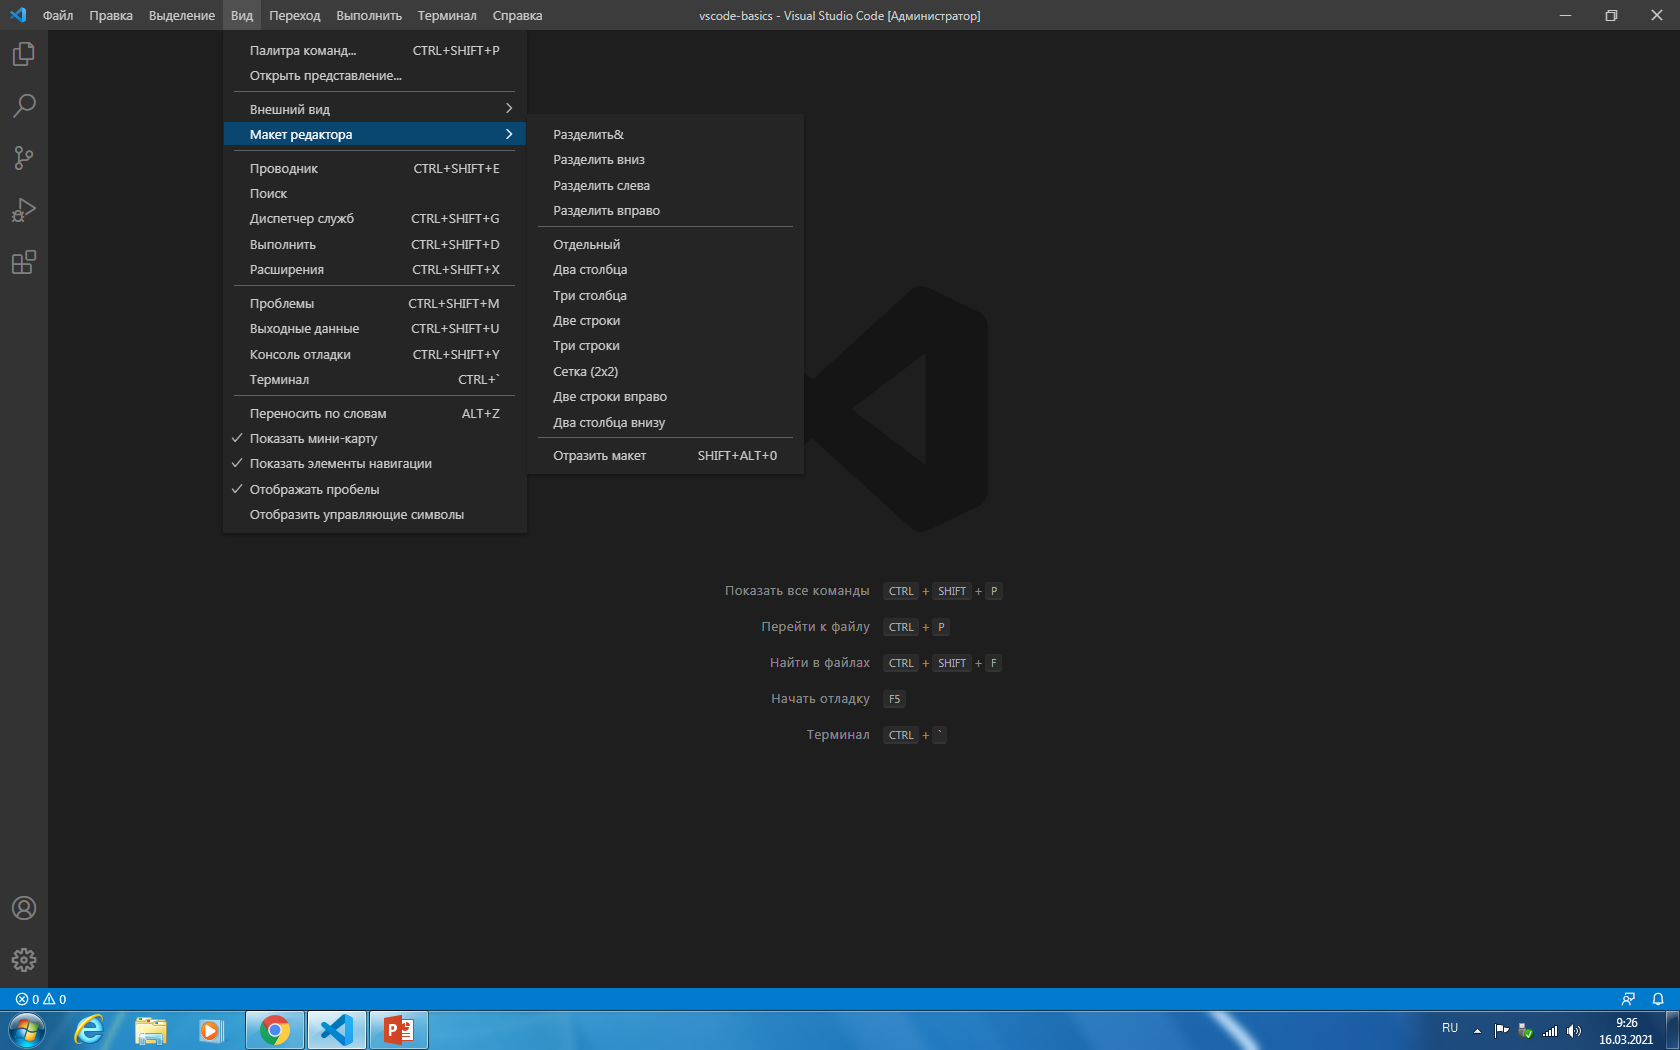 Файл Правка Выделение Вид Переход Выполнить Терминал Справка vscode-basics - Visual Studio Code [Администратор]
Палитра команд... CTRL+SHIFT+P
Открыть представление...
Внешний вид
Макет редактора
Проводник CTRL+SHIFT+E
Поиск
Диспетчер служб CTRL+SHIFT+G
Выполнить CTRL+SHIFT+D
Расширения CTRL+SHIFT+X
Проблемы CTRL+SHIFT+M
Выходные данные CTRL+SHIFT+U
Консоль отладки CTRL+SHIFT+Y
Терминал CTRL+`
Переносить по словам ALT+Z
Показать мини-карту
Показать элементы навигации
Отображать пробелы
Отобразить управляющие символы
Разделить&
Разделить вниз
Разделить слева
Разделить вправо
Отдельный
Два столбца
Три столбца
Две строки
Три строки
Сетка (2x2)
Две строки вправо
Два столбца внизу
Отразить макет SHIFT+ALT+0
Показать все команды CTRL + SHIFT + P
Перейти к файлу CTRL + P
Найти в файлах CTRL + SHIFT + F
Начать отладку F5
Терминал CTRL + `
0 0
RU 9:26
16.03.2021